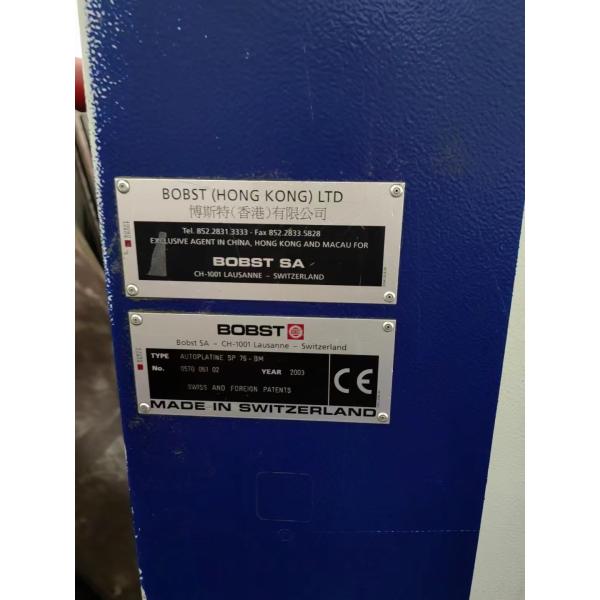 BOBST (HONG KONG) LTD
博斯特(香港)有限公司
Tel. 852.2831.3333 - Fax 852.2833.5828
EXCLUSIVE AGENT IN CHINA, HONG KONG AND MACAU FOR
BOBST SA
CH-1001 LAUSANNE - SWITZERLAND
BOBST
Bobst SA - CH-1001 Lausanne - Switzerland
TYPE AUTOPLATINE SP 76-BM
No. 0570 061 02 YEAR 2003
SWISS AND FOREIGN PATENTS
CE
MADE IN SWITZERLAND